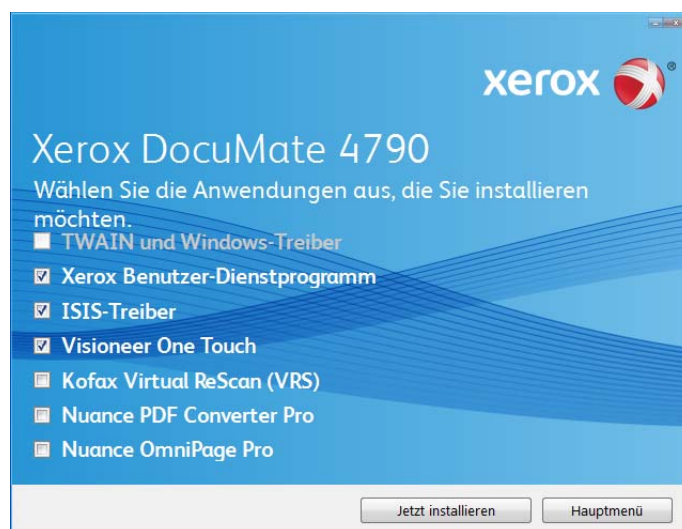 xerox
Xerox DocuMate 4790
Wählen Sie die Anwendungen aus, die Sie installieren
möchten.
TWAIN und Windows-Treiber
Xerox Benutzer-Dienstprogramm
ISIS-Treiber
Visioneer One Touch
Kofax Virtual ReScan (VRS)
Nuance PDF Converter Pro
Nuance OmniPage Pro
Jetzt installieren Hauptmenü